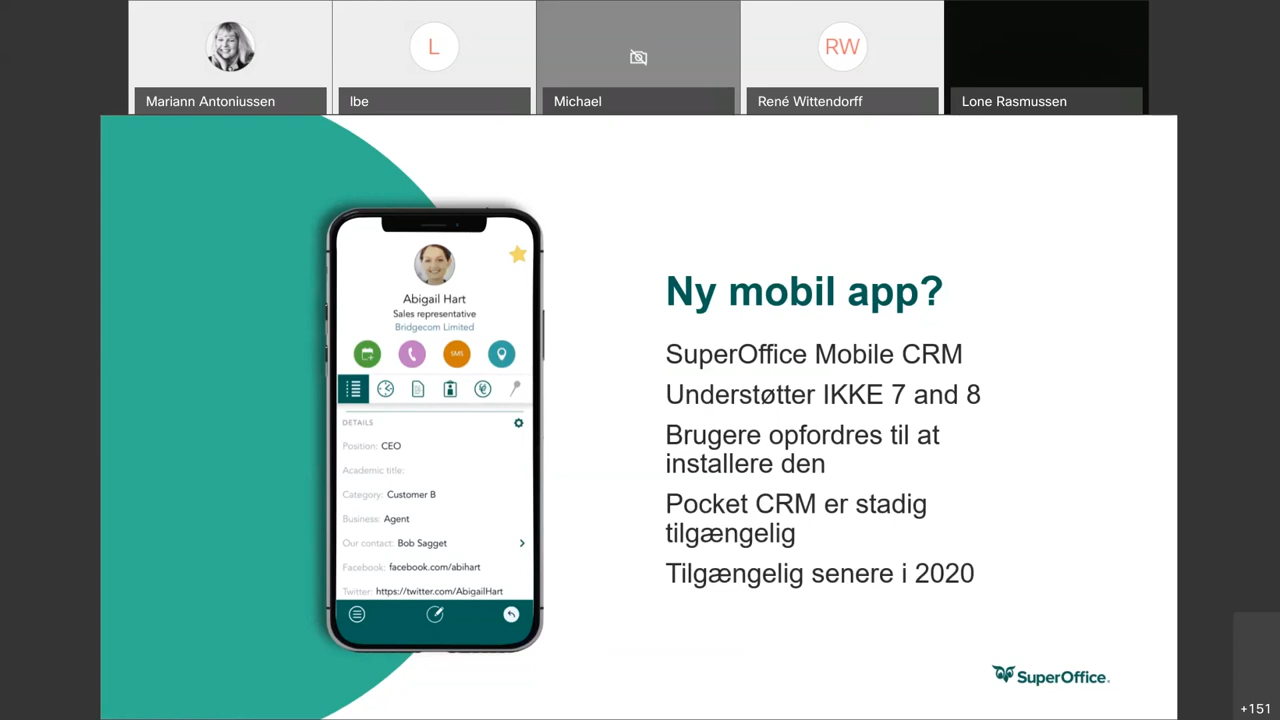 L
RW
Mariann Antoniussen
lbe
Michael
René Wittendorff
Lone Rasmussen
Abigail Hart
Sales representative
Bridgecom Limited
SMS
DETAILS
Position: CEO
Academic title:
Category: Customer B
Business: Agent
Our contact: Bob Sagget
Facebook: facebook.com/abihart
Twitter: https://twitter.com/AbigailHart
Ny mobil app?
SuperOffice Mobile CRM
Understøtter IKKE 7 and 8
Brugere opfordres til at
installere den
Pocket CRM er stadig
tilgængelig
Tilgængelig senere i 2020
SuperOffice.
+151